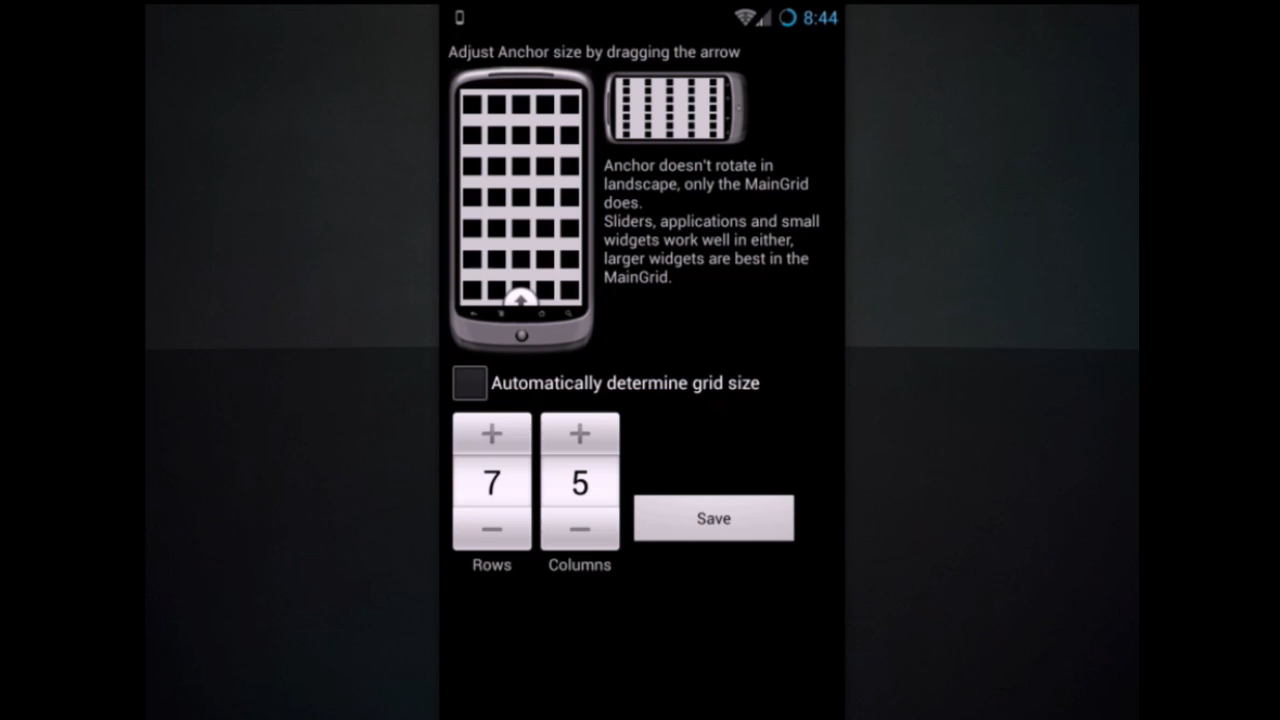 8:44
Adjust Anchor size by dragging the arrow
Anchor doesn't rotate in
landscape, only the MainGrid
does.
Sliders, applications and small
widgets work well in either,
larger widgets are best in the
MainGrid.
Automatically determine grid size
+ +
7 5
− −
Save
Rows Columns